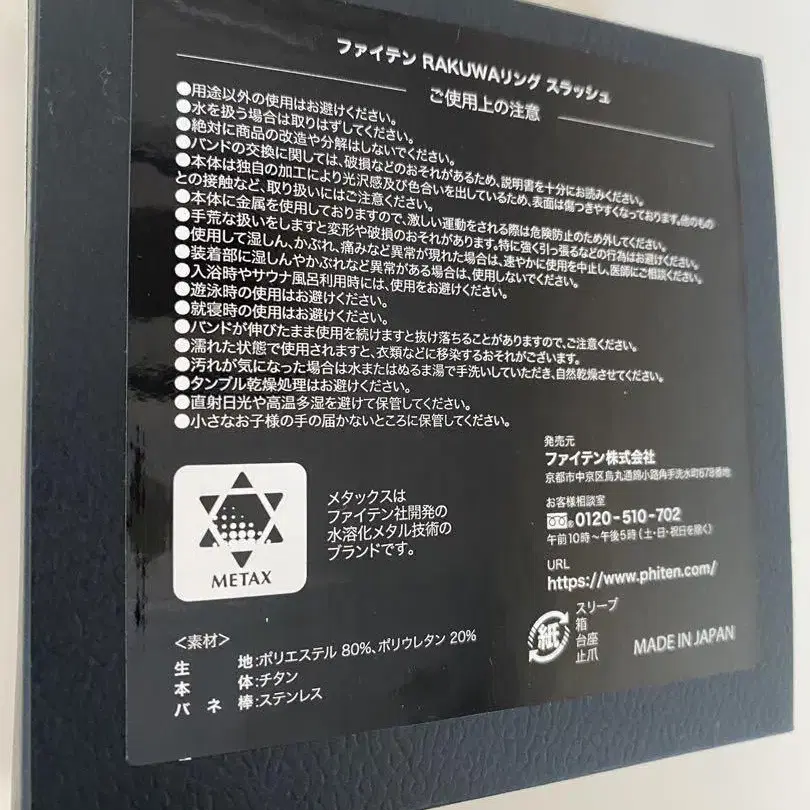 ファイテン RAKUWAリング スラッシュ
ご使用上の注意
●用途以外の使用はお避けください。
●水を扱う場合は取りはずしてください。
●絶対に商品の改造や分解はしないでください。
●バンドの交換に関しては、破損などのおそれがあるため、説明書を十分にお読みください。
●本体は独自の加工により光沢感及び色合いを出しているため、表面は傷つきやすくなっております。他のもの
との接触など、取り扱いにはご注意ください。
●本体に金属を使用しておりますので、激しい運動をされる際は危険防止のため外してください。
●手荒な扱いをしますと変形や破損のおそれがあります。特に強く引っ張るなどの行為はお避けください。
●使用して湿しん、かぶれ、痛みなど異常が現れた場合は、速やかに使用を中止し、医師にご相談ください。
●装着部に湿しんやかぶれなど異常がある場合は、使用しないでください。
●入浴時やサウナ風呂利用時には、使用をお避けください。
●遊泳時の使用はお避けください。
●就寝時の使用はお避けください。
●バンドが伸びたまま使用を続けますと抜け落ちることがありますので、ご注意ください。
●濡れた状態で使用されますと、衣類などに移染するおそれがございます。
●汚れが気になった場合は水またはぬるま湯で手洗いしていただき、自然乾燥させてください。
●タンブル乾燥処理はお避けください。
●直射日光や高温多湿を避けて保管してください。
●小さなお子様の手の届かないところに保管してください。
METAX
メタックスは
ファイテン社開発の
水溶化メタル技術の
ブランドです。
発売元
ファイテン株式会社
京都市中京区烏丸通錦小路角手洗水町678番地
お客様相談室
0120-510-702
午前10時〜午後5時(土・日・祝日を除く)
URL
https://www.phiten.com/
紙
スリーブ
箱
台座
止爪
MADE IN JAPAN
<素材>
生 地:ポリエステル 80%、ポリウレタン 20%
本 体:チタン
バネ棒:ステンレス